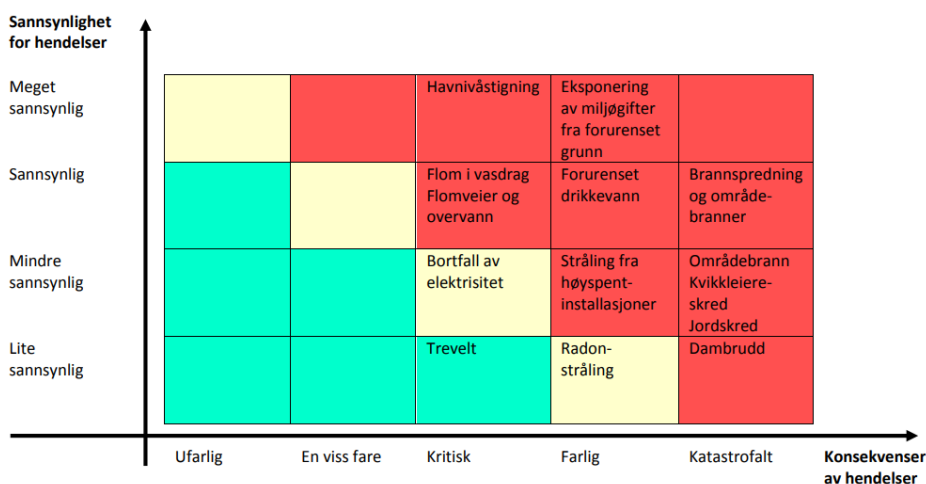 Sannsynlighet
for hendelser
Meget
sannsynlig
Havnivåstigning
Eksponering
av miljøgifter
fra forurenset
grunn
Sannsynlig
Flom i vasdrag
Flomveier og
overvann
Forurenset
drikkevann
Brannspredning
og område-
branner
Mindre
sannsynlig
Bortfall av
elektrisitet
Stråling fra
høyspent-
installasjoner
Områdebrann
Kvikkleiere-
skred
Jordskred
Lite
sannsynlig
Trevelt
Radon-
stråling
Dambrudd
Ufarlig
En viss fare
Kritisk
Farlig
Katastrofalt
Konsekvenser
av hendelser